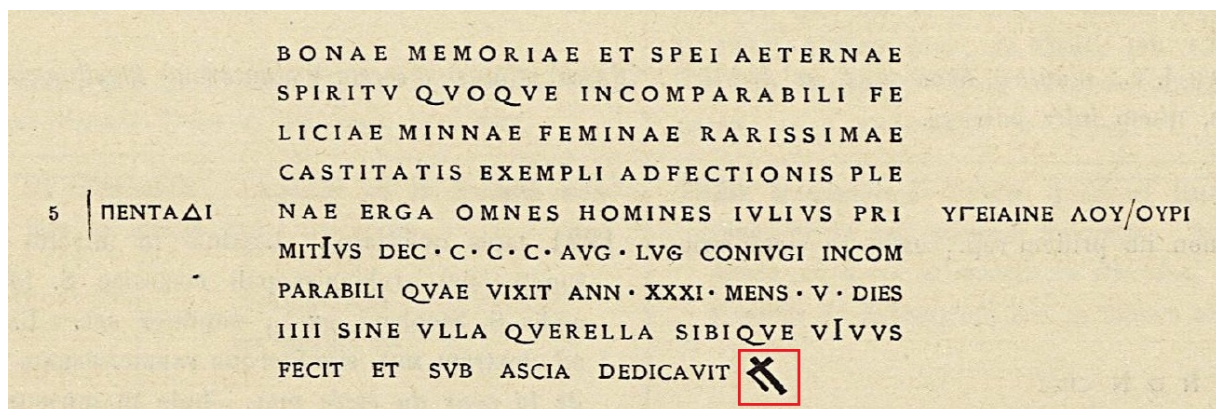 BONAE MEMORIAE ET SPEI AETERNAE
SPIRITV QVOQVE INCOMPARABILI FE
LICIAE MINNAE FEMINAE RARISSIMAE
CASTITATIS EXEMPLI ADFECTIONIS PLE
5 | ΠΕΝΤΑΔΙ NAE ERGA OMNES HOMINES IVLIVS PRI ΥΓΕΙΑΙΝΕ ΛΟΥ/ΟΥΡΙ
MITIVS DEC · C · C · C · AVG · LVG CONIVGI INCOM
PARABILI QVAE VIXIT ANN · XXXI · MENS · V · DIES
IIII SINE VLLA QVERELLA SIBIQVE VIVVS
FECIT ET SVB ASCIA DEDICAVIT